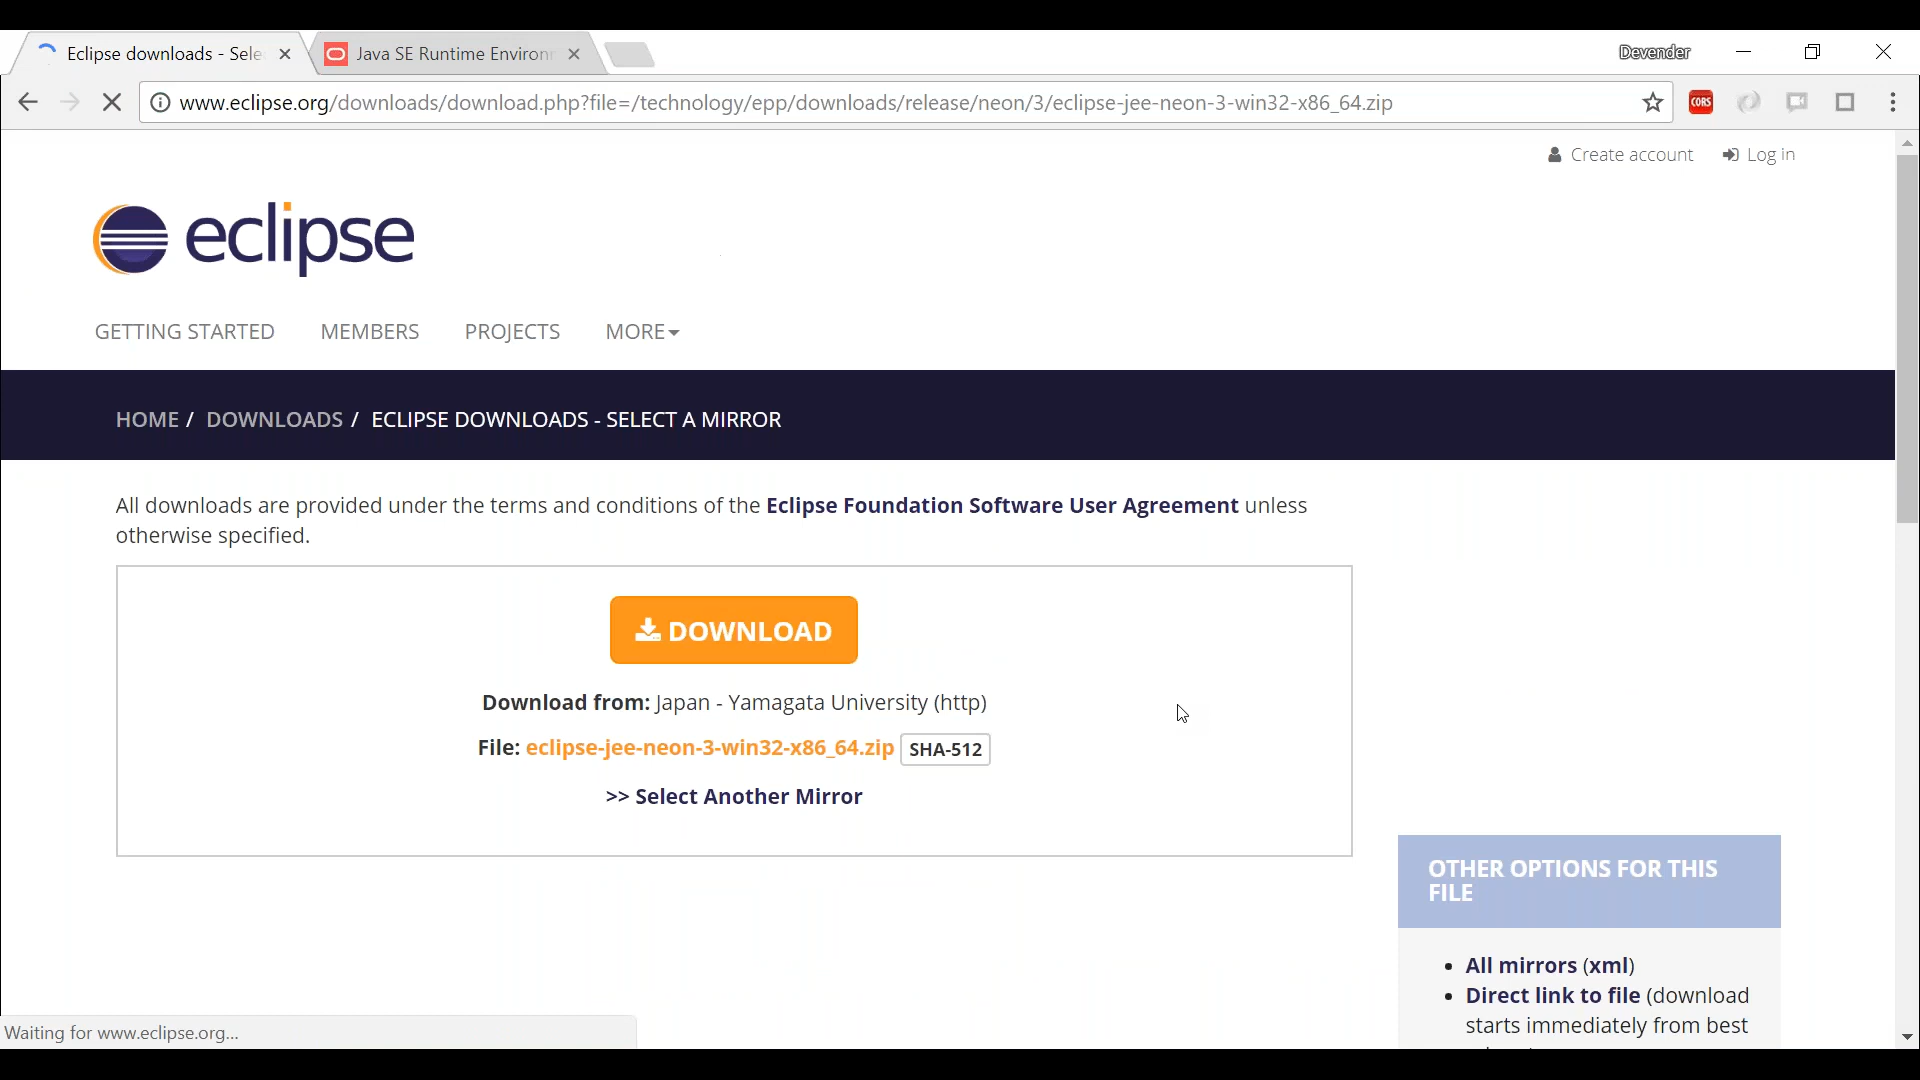 Eclipse downloads - Sele
Java SE Runtime Environ
Devender
www.eclipse.org/downloads/download.php?file=/technology/epp/downloads/release/neon/3/eclipse-jee-neon-3-win32-x86_64.zip
CORS
Create account
Log in
eclipse
GETTING STARTED
MEMBERS
PROJECTS
MORE
HOME / DOWNLOADS / ECLIPSE DOWNLOADS - SELECT A MIRROR
All downloads are provided under the terms and conditions of the Eclipse Foundation Software User Agreement unless
otherwise specified.
DOWNLOAD
Download from: Japan - Yamagata University (http)
File: eclipse-jee-neon-3-win32-x86_64.zip SHA-512
>> Select Another Mirror
OTHER OPTIONS FOR THIS
FILE
• All mirrors (xml)
• Direct link to file (download
starts immediately from best
Waiting for www.eclipse.org...